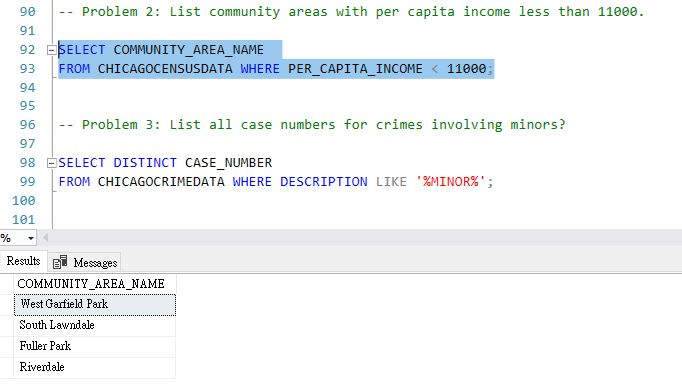 90 -- Problem 2: List community areas with per capita income less than 11000.
91
92 SELECT COMMUNITY_AREA_NAME
93 FROM CHICAGOCENSUSDATA WHERE PER_CAPITA_INCOME < 11000;
94
95
96 -- Problem 3: List all case numbers for crimes involving minors?
97
98 SELECT DISTINCT CASE_NUMBER
99 FROM CHICAGOCRIMEDATA WHERE DESCRIPTION LIKE '%MINOR%';
100
101
%
Results Messages
COMMUNITY_AREA_NAME
West Garfield Park
South Lawndale
Fuller Park
Riverdale